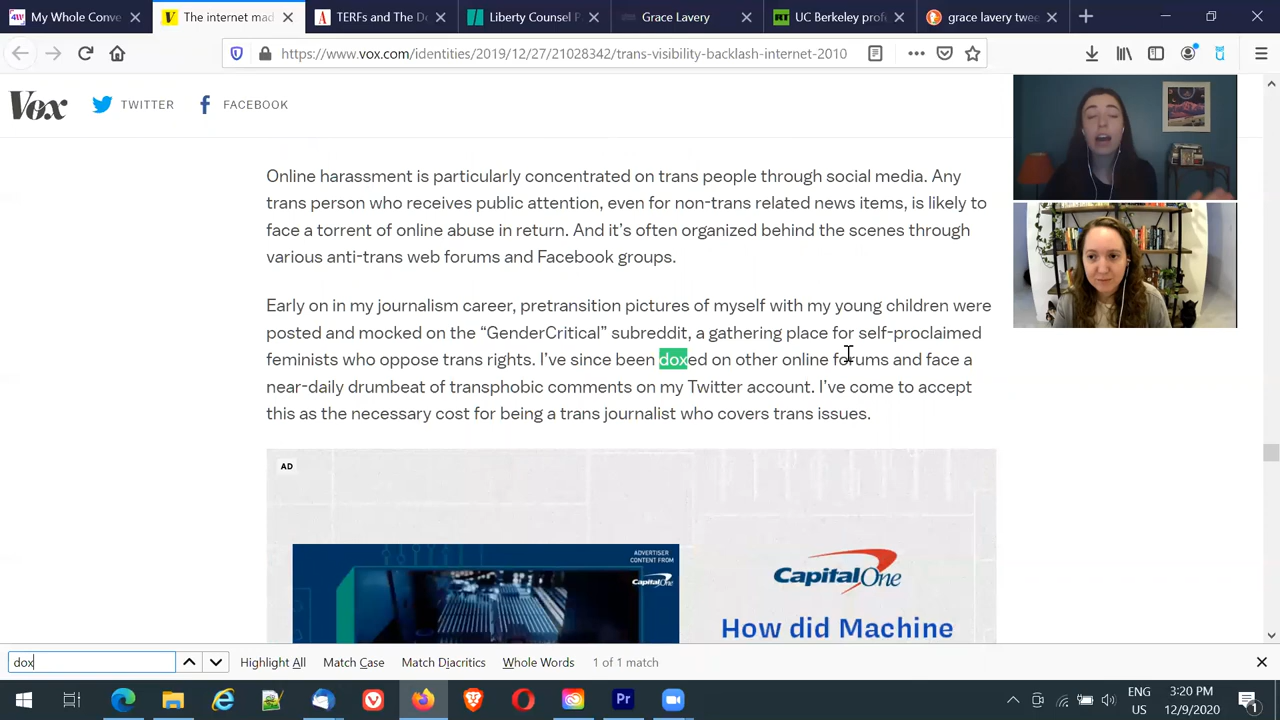 My Whole Conve
The internet mad
TERFs and The De
Liberty Counsel P
Grace Lavery
UC Berkeley prof
grace lavery twee
https://www.vox.com/identities/2019/12/27/21028342/trans-visibility-backlash-internet-2010
Vox
TWITTER
FACEBOOK
Online harassment is particularly concentrated on trans people through social media. Any
trans person who receives public attention, even for non-trans related news items, is likely to
face a torrent of online abuse in return. And it’s often organized behind the scenes through
various anti-trans web forums and Facebook groups.
Early on in my journalism career, pretransition pictures of myself with my young children were
posted and mocked on the “GenderCritical” subreddit, a gathering place for self-proclaimed
feminists who oppose trans rights. I’ve since been doxed on other online forums and face a
near-daily drumbeat of transphobic comments on my Twitter account. I’ve come to accept
this as the necessary cost for being a trans journalist who covers trans issues.
AD
ADVERTISER
CONTENT FROM
Capital One
Capital One
How did Machine
dox
Highlight All
Match Case
Match Diacritics
Whole Words
1 of 1 match
ENG
US
3:20 PM
12/9/2020